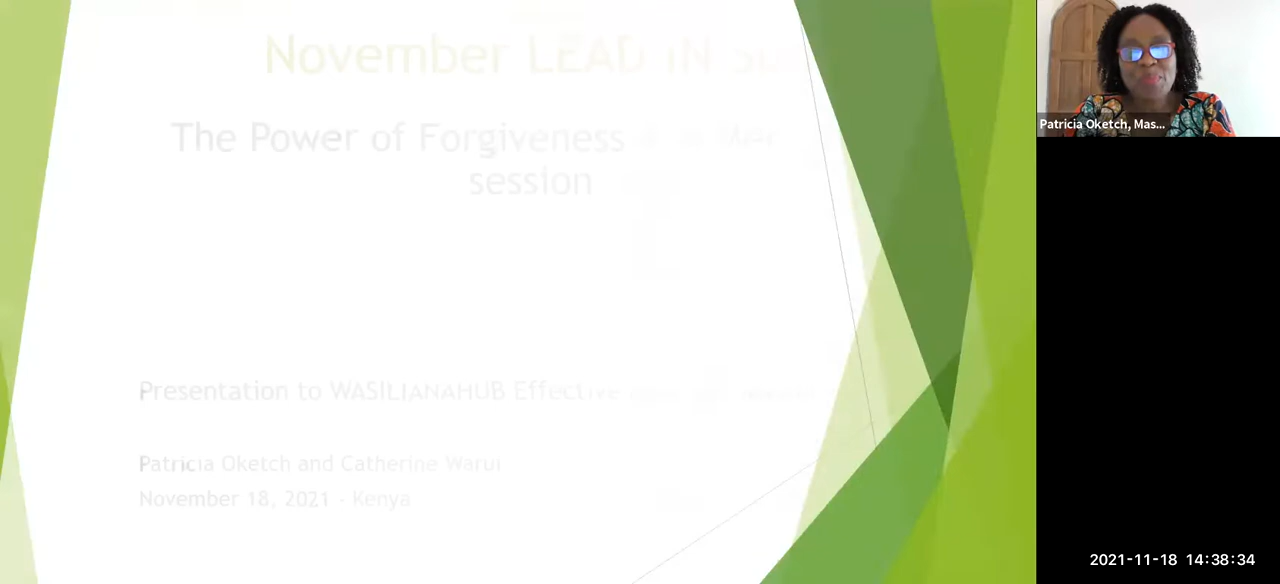 November LEAD IN
The Power of Forgiveness
session
Presentation to WASILIANAHUB Effective
Patricia Oketch and Catherine Warui
November 18, 2021 - Kenya
Patricia Oketch, Mas...
2021-11-18 14:38:34